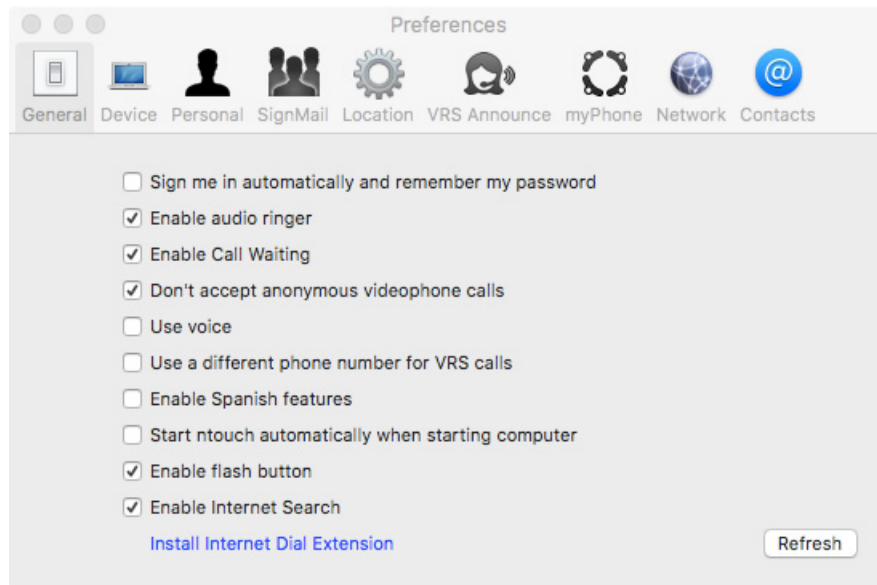 Preferences
General Device Personal SignMail Location VRS Announce myPhone Network Contacts
Sign me in automatically and remember my password
Enable audio ringer
Enable Call Waiting
Don't accept anonymous videophone calls
Use voice
Use a different phone number for VRS calls
Enable Spanish features
Start ntouch automatically when starting computer
Enable flash button
Enable Internet Search
Install Internet Dial Extension Refresh